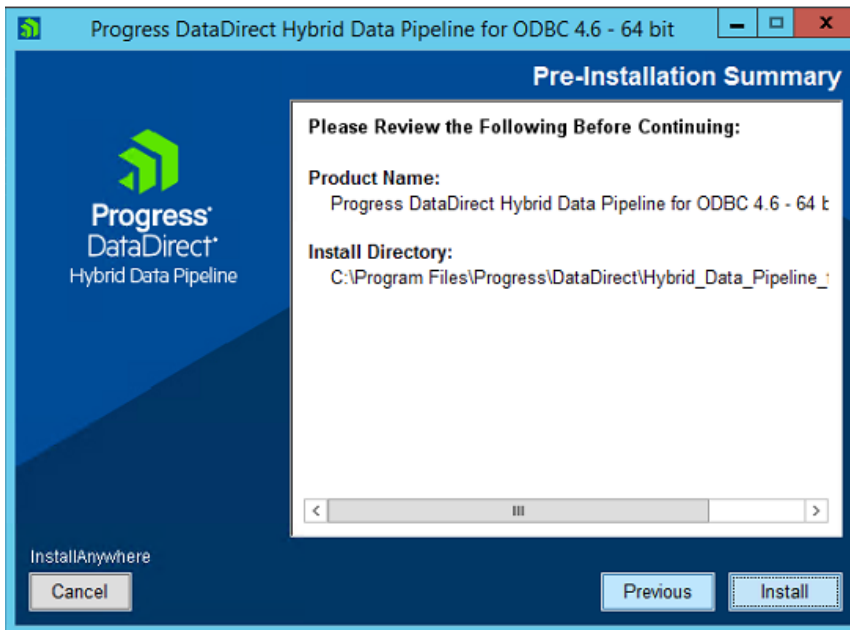 Progress DataDirect Hybrid Data Pipeline for ODBC 4.6 - 64 bit
Pre-Installation Summary
Progress
DataDirect
Hybrid Data Pipeline
Please Review the Following Before Continuing:
Product Name:
Progress DataDirect Hybrid Data Pipeline for ODBC 4.6 - 64
Install Directory:
C:\Program Files\Progress\DataDirect\Hybrid_Data_Pipeline_
InstallAnywhere
Cancel
Previous
Install